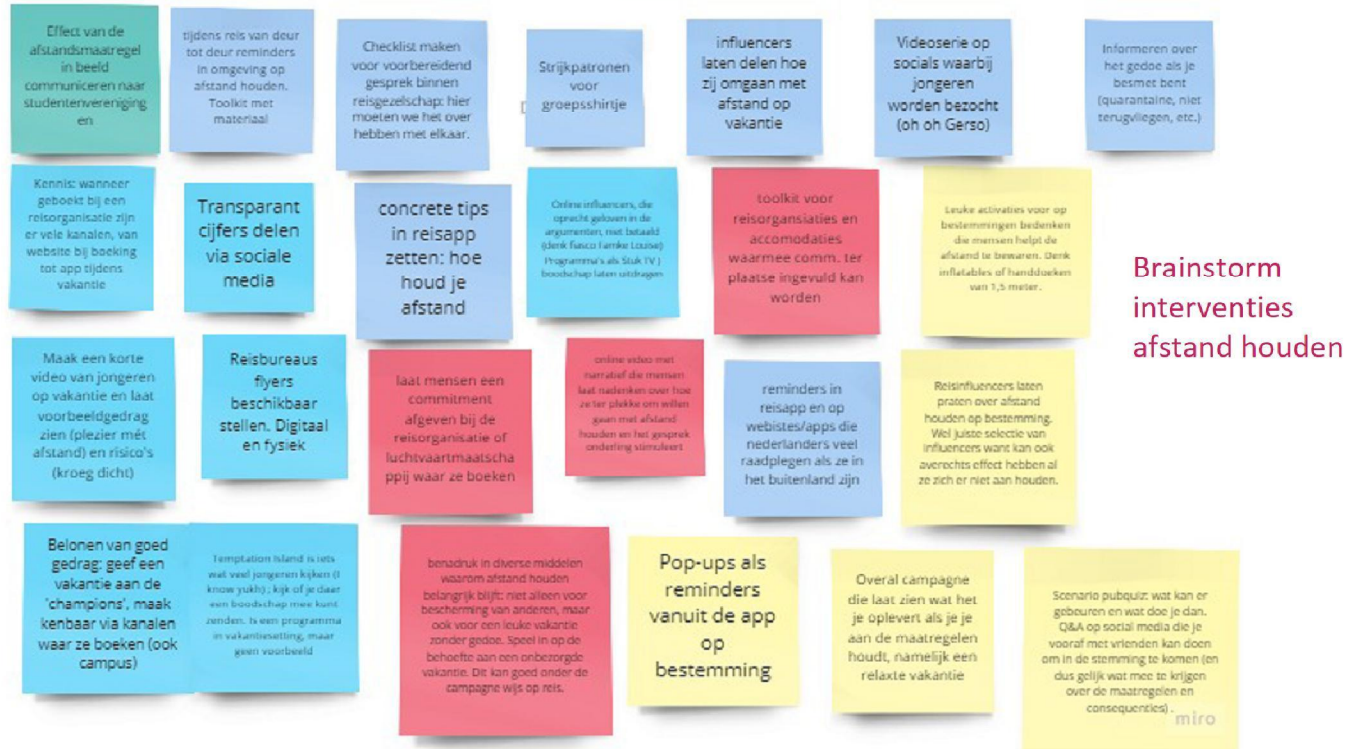 Effect van de
afstandsmaatregel
in beeld
communiceren naar
studentenvereniging
en
tijdens reis van deur
tot deur reminders
in omgeving op
afstand houden.
Toolkit met
materiaal
Checklist maken
voor voorbereidend
gesprek binnen
reisgezelschap: hier
moeten we het over
hebben met elkaar.
Strijkpatronen
voor
groepsshirtje
influencers
laten delen hoe
zij omgaan met
afstand op
vakantie
Videoserie op
socials waarbij
jongeren
worden bezocht
(oh oh Gerso)
Informeren over
het gedoe als je
besmet bent
(quarantaine, niet
terugvliegen, etc.)
Kennis: wanneer
geboekt bij een
reisorganisatie zijn
er vele kanalen, van
website bij boeking
tot app tijdens
vakantie
Transparant
cijfers delen
via sociale
media
concrete tips
in reisapp
zetten: hoe
houd je
afstand
Online influencers, die
oprecht geloven in de
argumenten, niet betaald
(denk fiasco Famke Louise)
Programma's als Stuk TV )
boodschap laten uitdragen
toolkit voor
reisorgansiaties en
accomodaties
waarmee comm. ter
plaatse ingevuld kan
worden
Leuke activaties voor op
bestemmingen bedenken
die mensen helpt de
afstand te bewaren. Denk
inflatables of handdoeken
van 1,5 meter.
Brainstorm
interventies
afstand houden
Maak een korte
video van jongeren
op vakantie en laat
voorbeeldgedrag
zien (plezier mét
afstand) en risico's
(kroeg dicht)
Reisbureaus
flyers
beschikbaar
stellen. Digitaal
en fysiek
laat mensen een
commitment
afgeven bij de
reisorganisatie of
luchtvaartmaatscha
ppij waar ze boeken
online video met
narratief die mensen
laat nadenken over hoe
ze ter plekke om willen
gaan met afstand
houden en het gesprek
onderling stimuleert
reminders in
reisapp en op
webistes/apps die
nederlanders veel
raadplegen als ze in
het buitenland zijn
Reisinfluencers laten
praten over afstand
houden op bestemming.
Wel juiste selectie van
influencers want kan ook
averechts effect hebben al
ze zich er niet aan houden.
Belonen van goed
gedrag: geef een
vakantie aan de
'champions', maak
kenbaar via kanalen
waar ze boeken (ook
campus)
Temptation Island is iets
wat veel jongeren kijken (I
know yukh) ; kijk of je daar
een boodschap mee kunt
zenden. Is een programma
in vakantiesetting, maar
geen voorbeeld
benadruk in diverse middelen
waarom afstand houden
belangrijk blijft: niet alleen voor
bescherming van anderen, maar
ook voor een leuke vakantie
zonder gedoe. Speel in op de
behoefte aan een onbezorgde
vakantie. Dit kan goed onder de
campagne wijs op reis.
Pop-ups als
reminders
vanuit de app
op
bestemming
Overal campagne
die laat zien wat het
je oplevert als je je
aan de maatregelen
houdt, namelijk een
relaxte vakantie
Scenario pubquiz: wat kan er
gebeuren en wat doe je dan.
Q&A op social media die je
vooraf met vrienden kan doen
om in de stemming te komen (en
dus gelijk wat mee te krijgen
over de maatregelen en
consequenties) .
miro